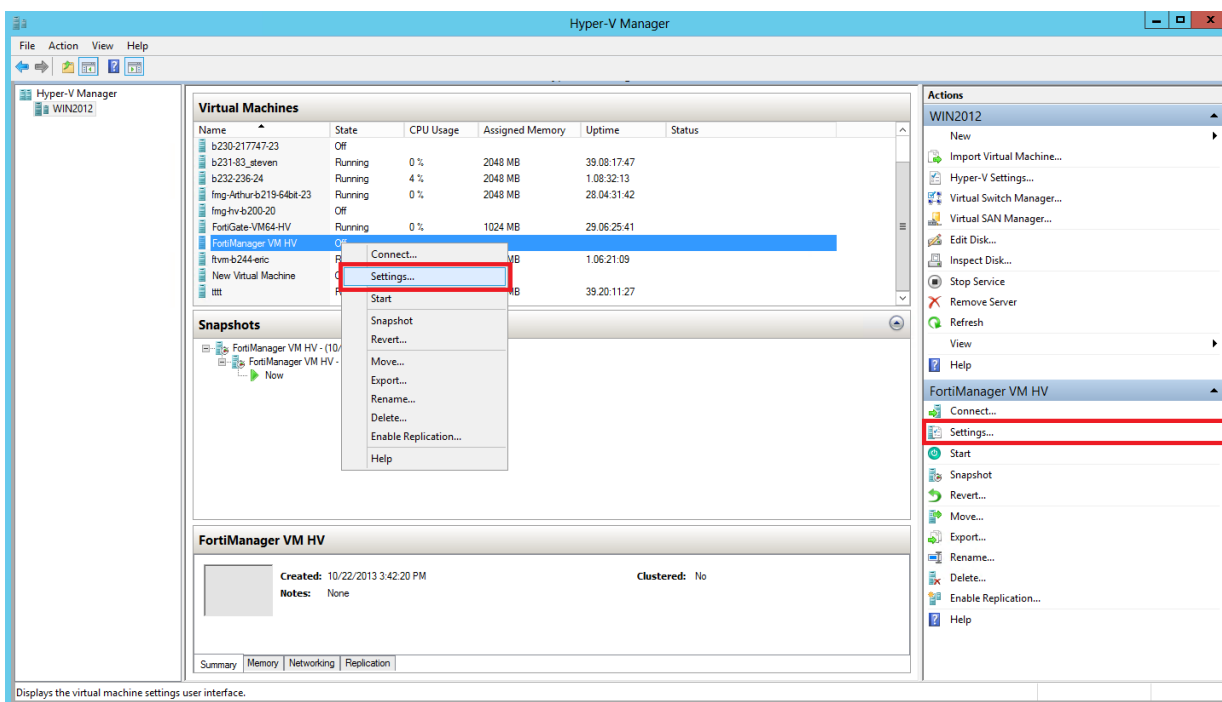 Hyper-V Manager
File Action View Help
Hyper-V Manager
WIN2012
Virtual Machines
Name State CPU Usage Assigned Memory Uptime Status
b230-217747-23 Off
b231-83_steven Running 0 % 2048 MB 39.08:17:47
b232-236-24 Running 4 % 2048 MB 1.08:32:13
fmg-Arthur-b219-64bit-23 Running 0 % 2048 MB 28.04:31:42
fmg-hv-b200-20 Off
FortiGate-VM64-HV Running 0 % 1024 MB 29.06:25:41
FortiManager VM HV Off
ftvm-b244-eric R MB 1.06:21:09
New Virtual Machine
tttt R MB 39.20:11:27
Connect...
Settings...
Start
Snapshot
Revert...
Move...
Export...
Rename...
Delete...
Enable Replication...
Help
Snapshots
FortiManager VM HV - (10/
FortiManager VM HV -
Now
FortiManager VM HV
Created: 10/22/2013 3:42:20 PM Clustered: No
Notes: None
Summary Memory Networking Replication
Actions
WIN2012
New
Import Virtual Machine...
Hyper-V Settings...
Virtual Switch Manager...
Virtual SAN Manager...
Edit Disk...
Inspect Disk...
Stop Service
Remove Server
Refresh
View
Help
FortiManager VM HV
Connect...
Settings...
Start
Snapshot
Revert...
Move...
Export...
Rename...
Delete...
Enable Replication...
Help
Displays the virtual machine settings user interface.